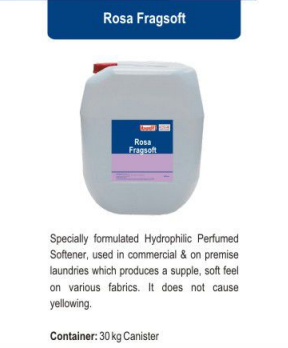 Rosa Fragsoft
Rosa
Fragsoft
Specially formulated Hydrophilic Perfumed
Softener, used in commercial & on premise
laundries which produces a supple, soft feel
on various fabrics. It does not cause
yellowing.
Container: 30 kg Canister